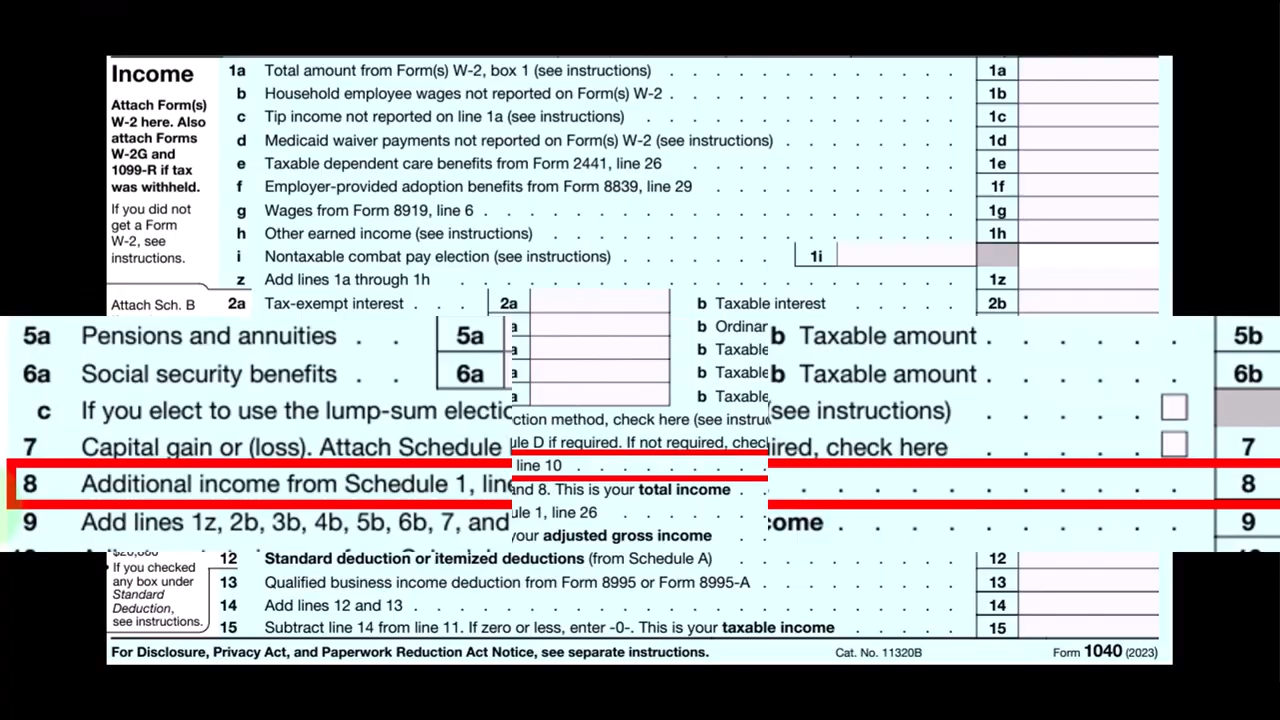 Income
Attach Form(s)
W-2 here. Also
attach Forms
W-2G and
1099-R if tax
was withheld.
If you did not
get a Form
W-2, see
instructions.
Attach Sch. B
1a Total amount from Form(s) W-2, box 1 (see instructions) . . . . . . . . . . . . . 1a
b Household employee wages not reported on Form(s) W-2 . . . . . . . . . . . . . 1b
c Tip income not reported on line 1a (see instructions) . . . . . . . . . . . . . . 1c
d Medicaid waiver payments not reported on Form(s) W-2 (see instructions) . . . . . . . . 1d
e Taxable dependent care benefits from Form 2441, line 26 . . . . . . . . . . . . 1e
f Employer-provided adoption benefits from Form 8839, line 29 . . . . . . . . . . . 1f
g Wages from Form 8919, line 6 . . . . . . . . . . . . . . . . . . . . . 1g
h Other earned income (see instructions) . . . . . . . . . . . . . . . . . . 1h
i Nontaxable combat pay election (see instructions) . . . . . . . 1i
z Add lines 1a through 1h . . . . . . . . . . . . . . . . . . . . . . 1z
2a Tax-exempt interest . . . 2a b Taxable interest 2b
5a Pensions and annuities . . 5a a b Ordinar b Taxable amount . . . . . . 5b
a b Taxable
6a Social security benefits . . 6a a b Taxable b Taxable amount . . . . . . 6b
a b Taxable
c If you elect to use the lump-sum electic ction method, check here (see instru (see instructions) . . . . . .
7 Capital gain or (loss). Attach Schedule ule D if required. If not required, chec ired, check here . . . . . . 7
8 Additional income from Schedule 1, line line 10 . . . . . . . . . . . . . . . . 8
and 8. This is your total income .
9 Add lines 1z, 2b, 3b, 4b, 5b, 6b, 7, and ule 1, line 26 . . come . . . . . . . . . . 9
your adjusted gross income . .
If you checked
any box under
Standard
Deduction,
see instructions.
12 Standard deduction or itemized deductions (from Schedule A) . . . . . . . . . . 12
13 Qualified business income deduction from Form 8995 or Form 8995-A . . . . . . . . . 13
14 Add lines 12 and 13 . . . . . . . . . . . . . . . . . . . . . . . 14
15 Subtract line 14 from line 11. If zero or less, enter -0-. This is your taxable income . . . . . 15
For Disclosure, Privacy Act, and Paperwork Reduction Act Notice, see separate instructions. Cat. No. 11320B Form 1040 (2023)